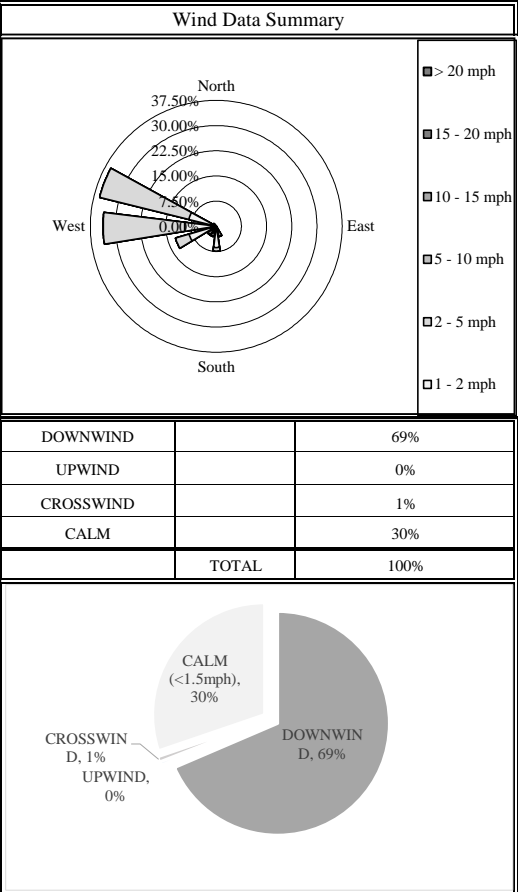 Wind Data Summary
North
37.50%
30.00%
22.50%
15.00%
7.50%
0.00%
West
East
South
> 20 mph
15 - 20 mph
10 - 15 mph
5 - 10 mph
2 - 5 mph
1 - 2 mph
DOWNWIND 69%
UPWIND 0%
CROSSWIND 1%
CALM 30%
TOTAL 100%
CALM
(<1.5mph),
30%
CROSSWIN
D, 1%
UPWIND,
0%
DOWNWIN
D, 69%